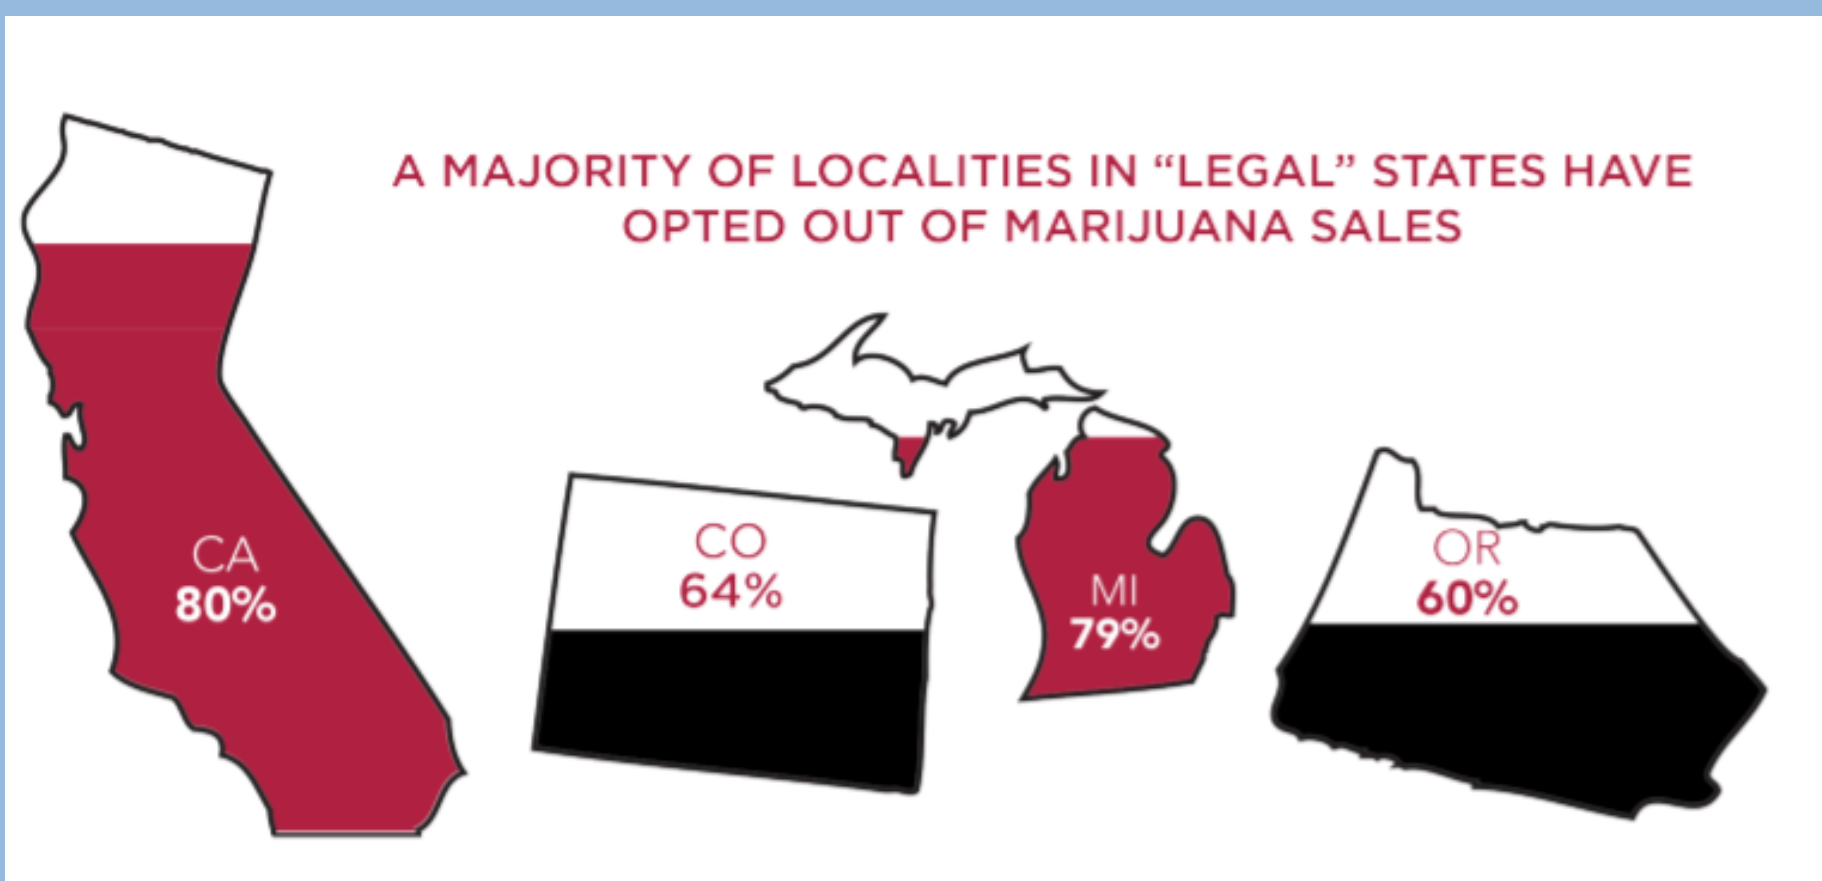 A MAJORITY OF LOCALITIES IN “LEGAL” STATES HAVE
OPTED OUT OF MARIJUANA SALES
CA
80%
CO
64%
MI
79%
OR
60%